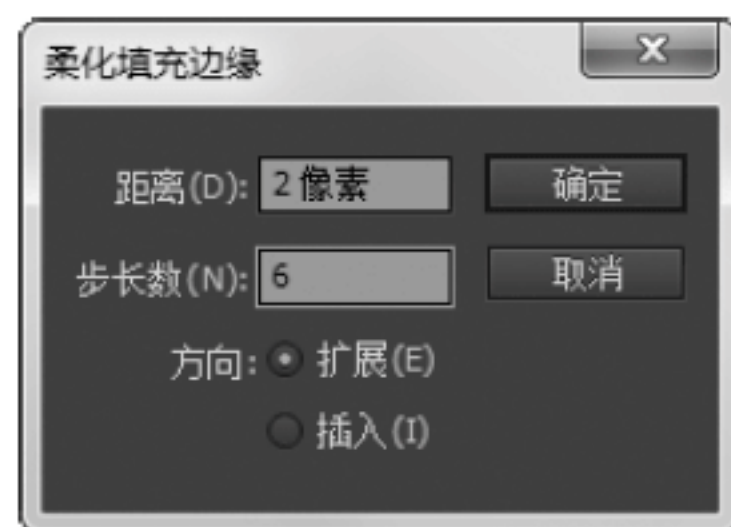 柔化填充边缘
距离(D): 2 像素 确定
步长数(N): 6 取消
方向: 扩展(E)
插入(I)